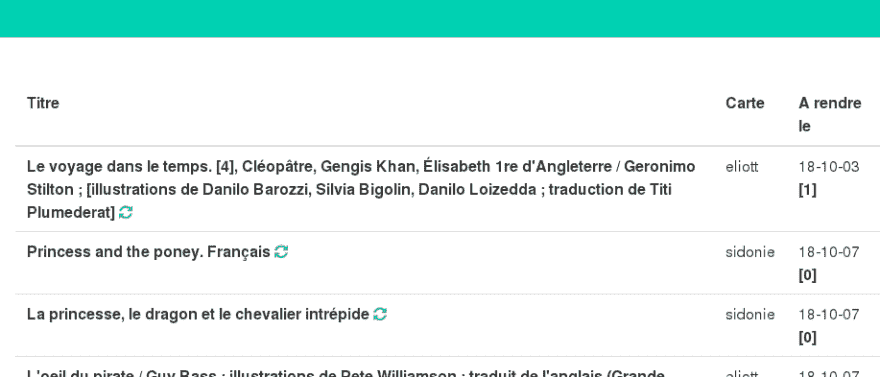 Titre Carte A rendre
le
Le voyage dans le temps. [4], Cléopâtre, Gengis Khan, Élisabeth 1re d'Angleterre / Geronimo eliott 18-10-03
Stilton ; [illustrations de Danilo Barozzi, Silvia Bigolin, Danilo Loizedda ; traduction de Titi [1]
Plumederat]
Princess and the poney. Français sidonie 18-10-07
[0]
La princesse, le dragon et le chevalier intrépide sidonie 18-10-07
[0]
L'oeil du pirate / Guy Bass ; illustrations de Pete Williamson ; traduit de l'anglais (Grande eliott 18-10-07